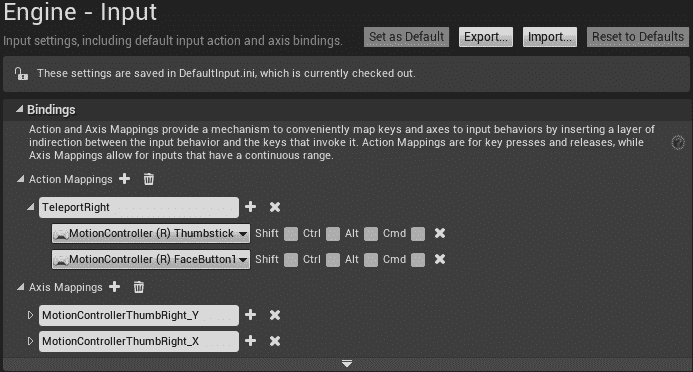 Engine - Input
Input settings, including default input action and axis bindings.
Set as Default
Export...
Import...
Reset to Defaults
These settings are saved in DefaultInput.ini, which is currently checked out.
Bindings
Action and Axis Mappings provide a mechanism to conveniently map keys and axes to input behaviors by inserting a layer of
indirection between the input behavior and the keys that invoke it. Action Mappings are for key presses and releases, while
Axis Mappings allow for inputs that have a continuous range.
Action Mappings
TeleportRight
MotionController (R) Thumbstick Shift Ctrl Alt Cmd
MotionController (R) FaceButton1 Shift Ctrl Alt Cmd
Axis Mappings
MotionControllerThumbRight_Y
MotionControllerThumbRight_X